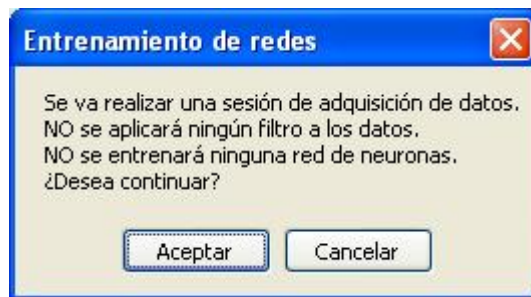 Entrenamiento de redes
Se va realizar una sesión de adquisición de datos.
NO se aplicará ningún filtro a los datos.
NO se entrenará ninguna red de neuronas.
¿Desea continuar?
Aceptar Cancelar